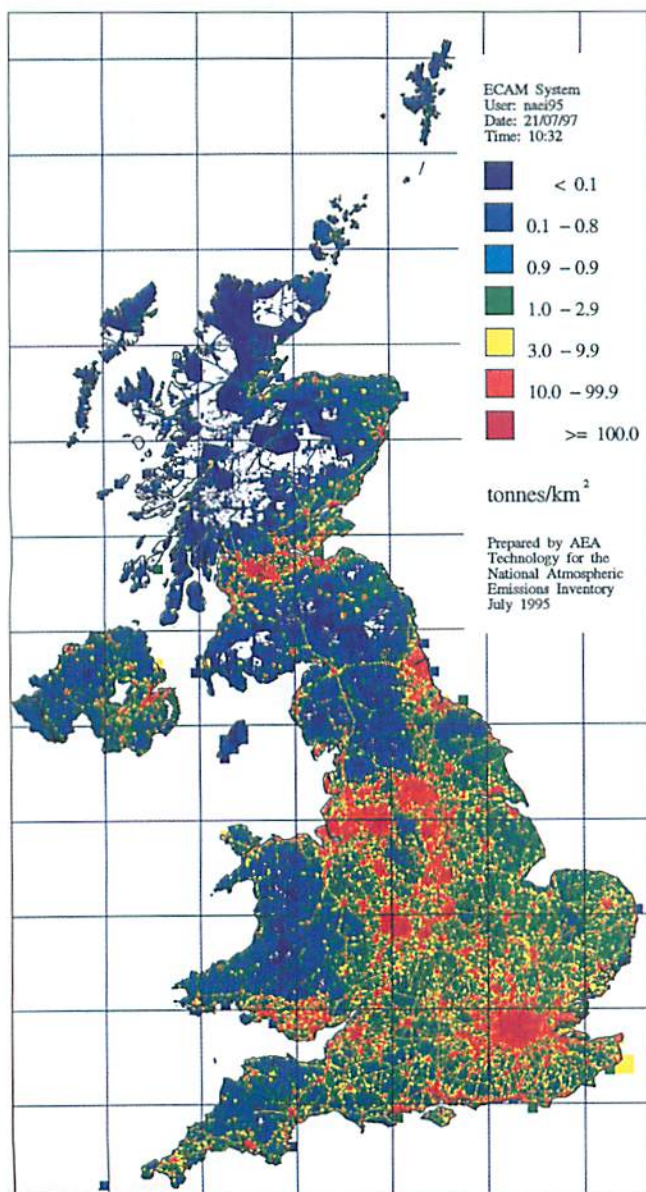 ECAM System
User: naei95
Date: 21/07/97
Time: 10:32
< 0.1
0.1 – 0.8
0.9 – 0.9
1.0 – 2.9
3.0 – 9.9
10.0 – 99.9
>= 100.0
tonnes/km²
Prepared by AEA
Technology for the
National Atmospheric
Emissions Inventory
July 1995